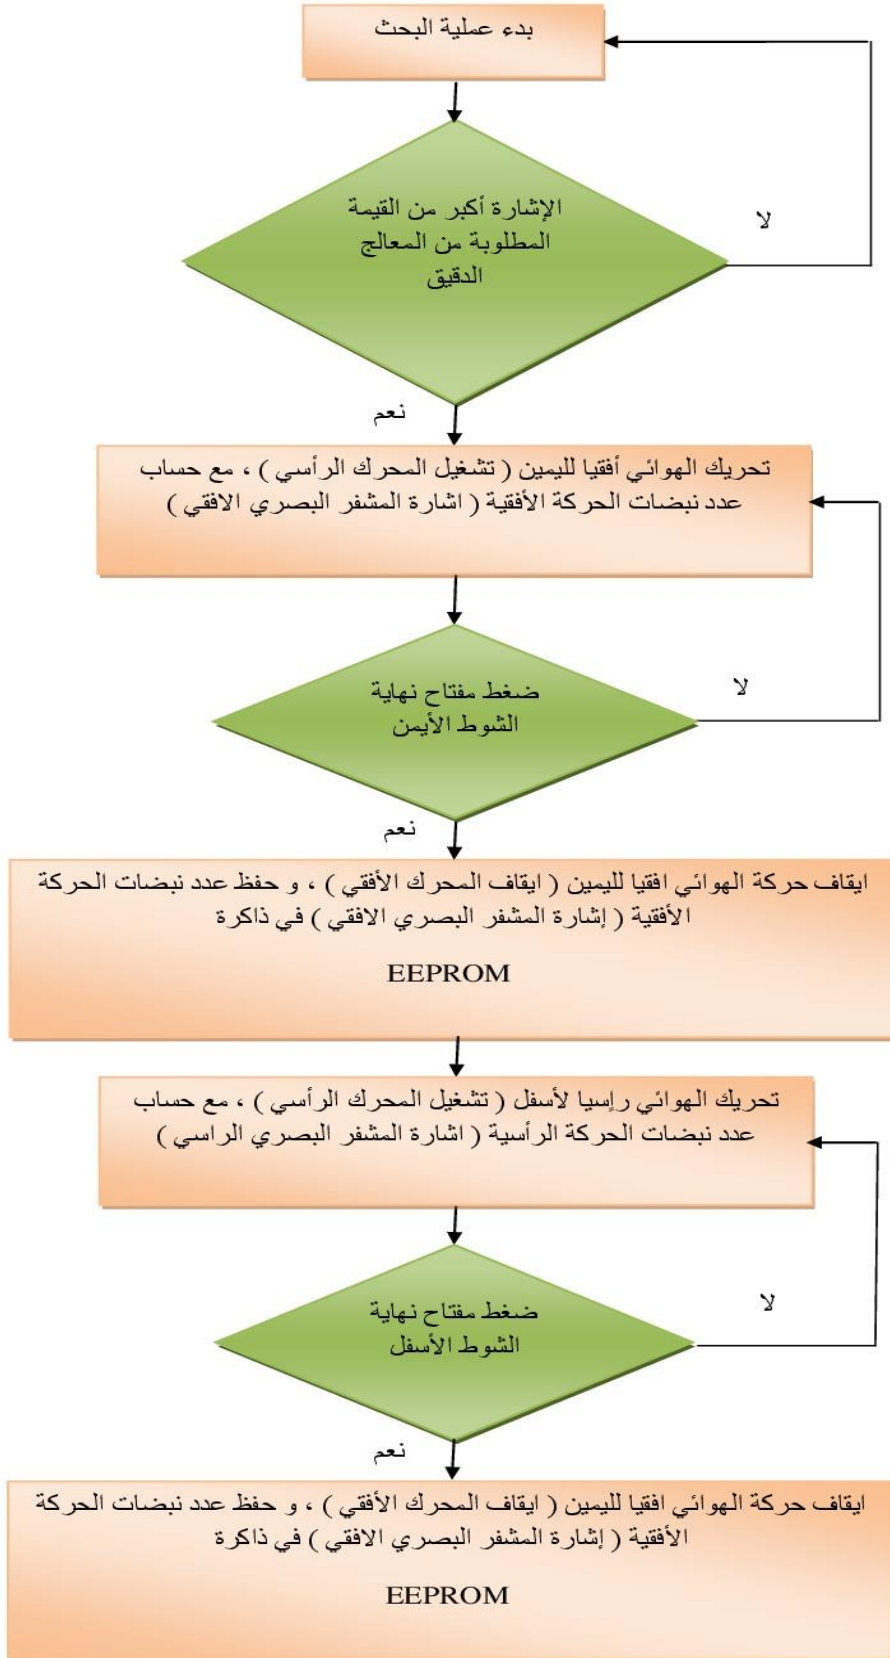 بدء عملية البحث
الإشارة أكبر من القيمة
المطلوبة من المعالج
الدقيق
لا
نعم
تحريك الهوائي أفقيا لليمين ( تشغيل المحرك الرأسي ) ، مع حساب
عدد نبضات الحركة الأفقية ( اشارة المشفر البصري الافقي )
ضغط مفتاح نهاية
الشوط الأيمن
لا
نعم
ايقاف حركة الهوائي افقيا لليمين ( ايقاف المحرك الأفقي ) ، و حفظ عدد نبضات الحركة
الأفقية ( إشارة المشفر البصري الافقي ) في ذاكرة
EEPROM
تحريك الهوائي رإسيا لأسفل ( تشغيل المحرك الرأسي ) ، مع حساب
عدد نبضات الحركة الرأسية ( اشارة المشفر البصري الراسي )
ضغط مفتاح نهاية
الشوط الأسفل
لا
نعم
ايقاف حركة الهوائي افقيا لليمين ( ايقاف المحرك الأفقي ) ، و حفظ عدد نبضات الحركة
الأفقية ( إشارة المشفر البصري الافقي ) في ذاكرة
EEPROM